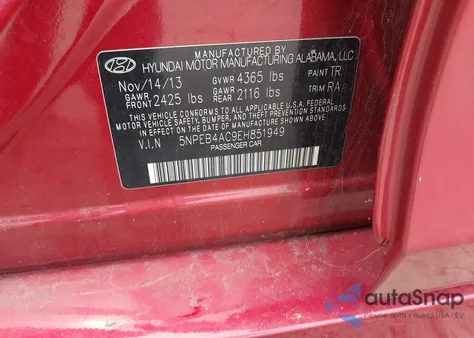 MANUFACTURED BY
HYUNDAI MOTOR MANUFACTURING ALABAMA, LLC
Nov/14/13 GVWR 4365 lbs PAINT TR
GAWR FRONT 2425 lbs GAWR REAR 2116 lbs TRIM RA
THIS VEHICLE CONFORMS TO ALL APPLICABLE U.S. FEDERAL
MOTOR VEHICLE SAFETY, BUMPER, AND THEFT PREVENTION
STANDARDS IN EFFECT ON THE DATE OF MANUFACTURE
SHOWN ABOVE.
V.I.N 5NPEB4AC9EH851949
PASSENGER CAR
autoSnap